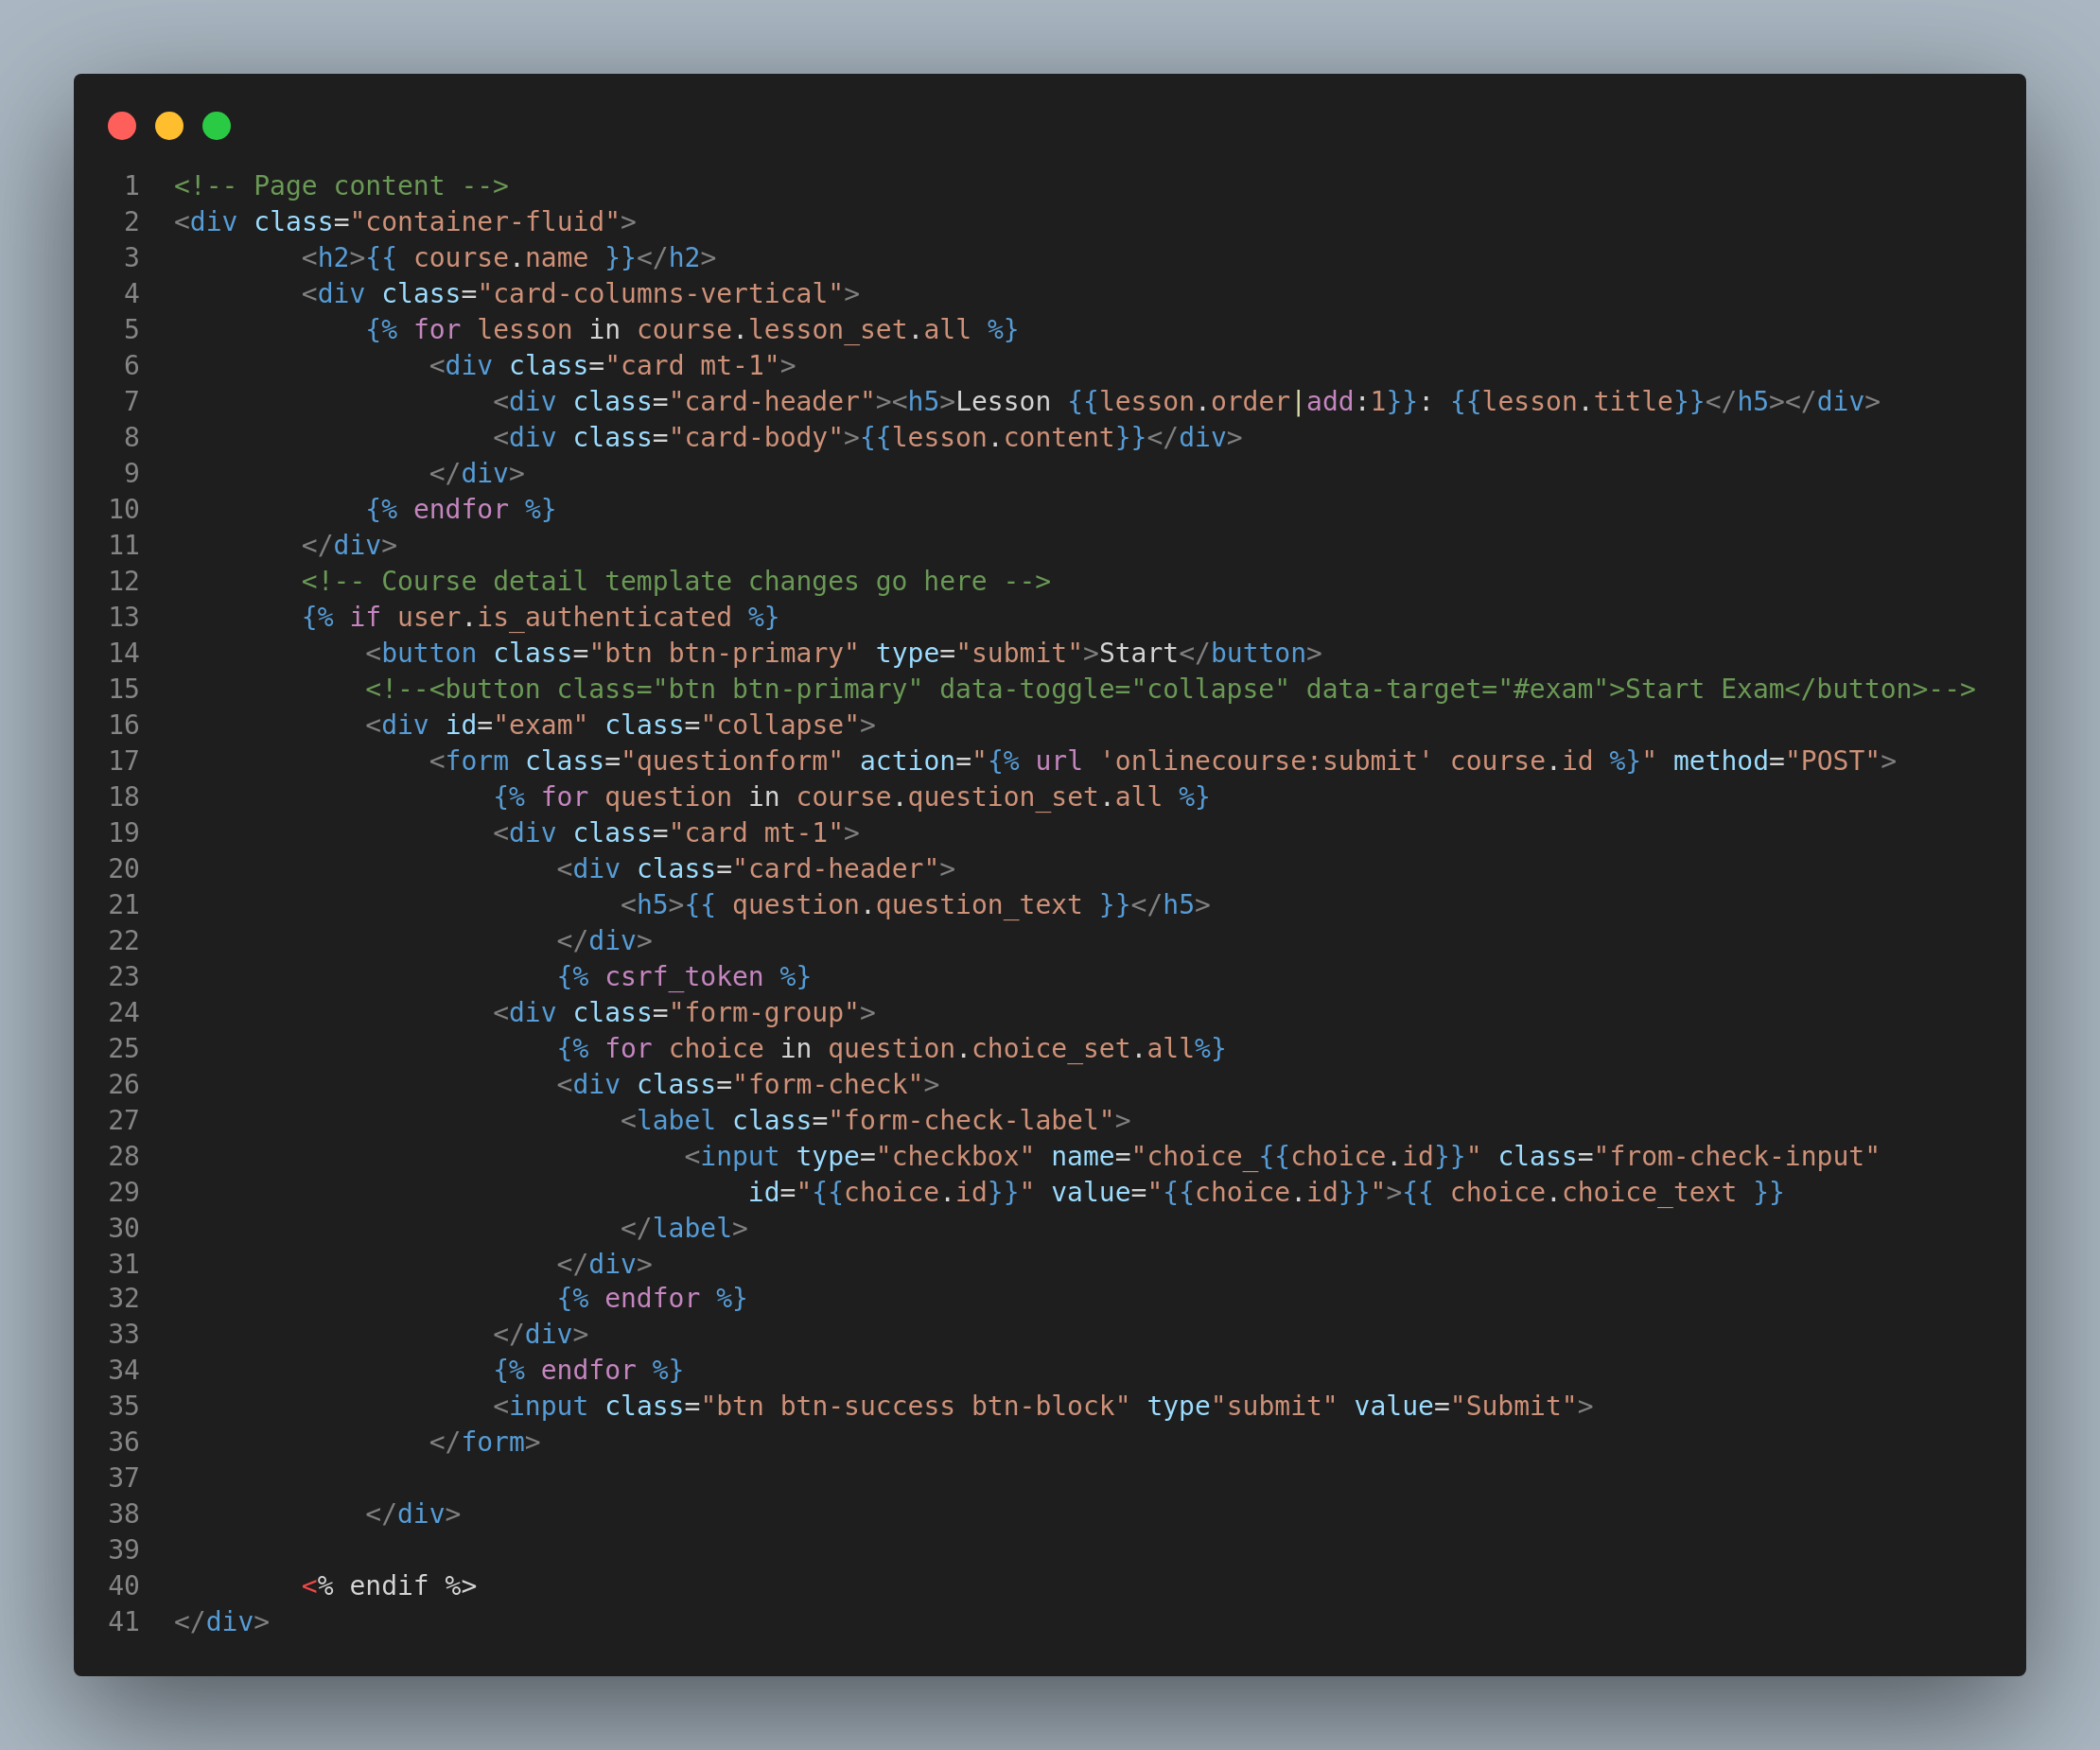 1 <!-- Page content -->
2 <div class="container-fluid">
3         <h2>{{ course.name }}</h2>
4         <div class="card-columns-vertical">
5             {% for lesson in course.lesson_set.all %}
6                 <div class="card mt-1">
7                     <div class="card-header"><h5>Lesson {{lesson.order|add:1}}: {{lesson.title}}</h5></div>
8                     <div class="card-body">{{lesson.content}}</div>
9                 </div>
10             {% endfor %}
11         </div>
12         <!-- Course detail template changes go here -->
13         {% if user.is_authenticated %}
14             <button class="btn btn-primary" type="submit">Start</button>
15             <!--<button class="btn btn-primary" data-toggle="collapse" data-target="#exam">Start Exam</button>-->
16             <div id="exam" class="collapse">
17                 <form class="questionform" action="{% url 'onlinecourse:submit' course.id %}" method="POST">
18                     {% for question in course.question_set.all %}
19                     <div class="card mt-1">
20                         <div class="card-header">
21                             <h5>{{ question.question_text }}</h5>
22                         </div>
23                         {% csrf_token %}
24                     <div class="form-group">
25                         {% for choice in question.choice_set.all%}
26                         <div class="form-check">
27                             <label class="form-check-label">
28                                 <input type="checkbox" name="choice_{{choice.id}}" class="from-check-input"
29                                     id="{{choice.id}}" value="{{choice.id}}">{{ choice.choice_text }}
30                             </label>
31                         </div>
32                         {% endfor %}
33                     </div>
34                     {% endfor %}
35                     <input class="btn btn-success btn-block" type"submit" value="Submit">
36                 </form>
37
38             </div>
39
40         <% endif %>
41 </div>